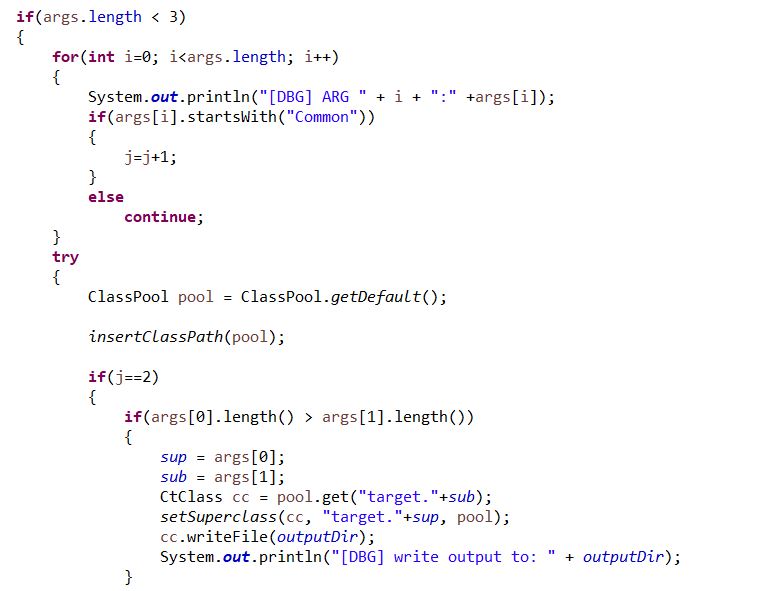 if(args.length < 3)
{
    for(int i=0; i<args.length; i++)
    {
        System.out.println("[DBG] ARG " + i + ":" +args[i]);
        if(args[i].startsWith("Common"))
        {
            j=j+1;
        }
        else
            continue;
    }
    try
    {
        ClassPool pool = ClassPool.getDefault();

        insertClassPath(pool);

        if(j==2)
        {
            if(args[0].length() > args[1].length())
            {
                sup = args[0];
                sub = args[1];
                CtClass cc = pool.get("target."+sub);
                setSuperclass(cc, "target."+sup, pool);
                cc.writeFile(outputDir);
                System.out.println("[DBG] write output to: " + outputDir);
            }